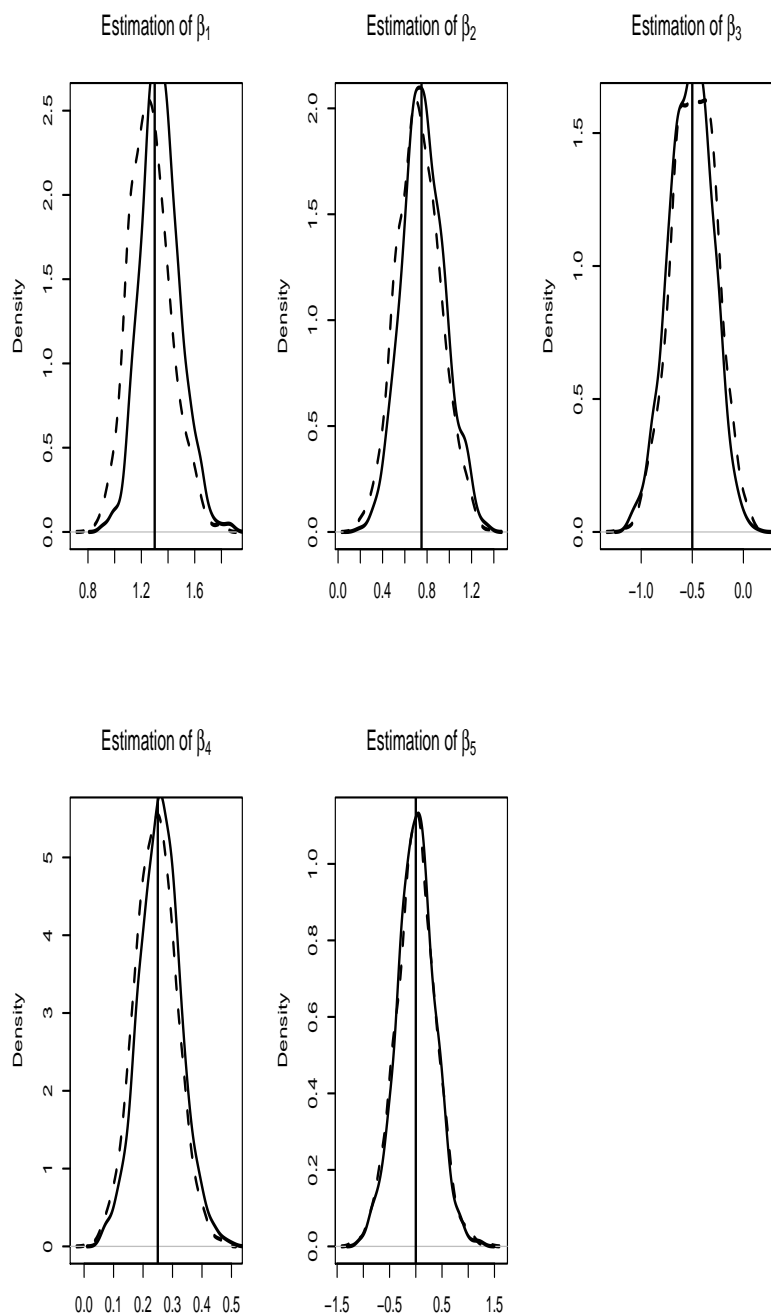 Estimation of β₁
Density
0.0 0.5 1.0 1.5 2.0 2.5
0.8 1.2 1.6
Estimation of β₂
Density
0.0 0.5 1.0 1.5 2.0
0.0 0.4 0.8 1.2
Estimation of β₃
Density
0.0 0.5 1.0 1.5
−1.0 −0.5 0.0
Estimation of β₄
Density
0 1 2 3 4 5
0.0 0.1 0.2 0.3 0.4 0.5
Estimation of β₅
Density
0.0 0.2 0.4 0.6 0.8 1.0
−1.5 −0.5 0.5 1.5